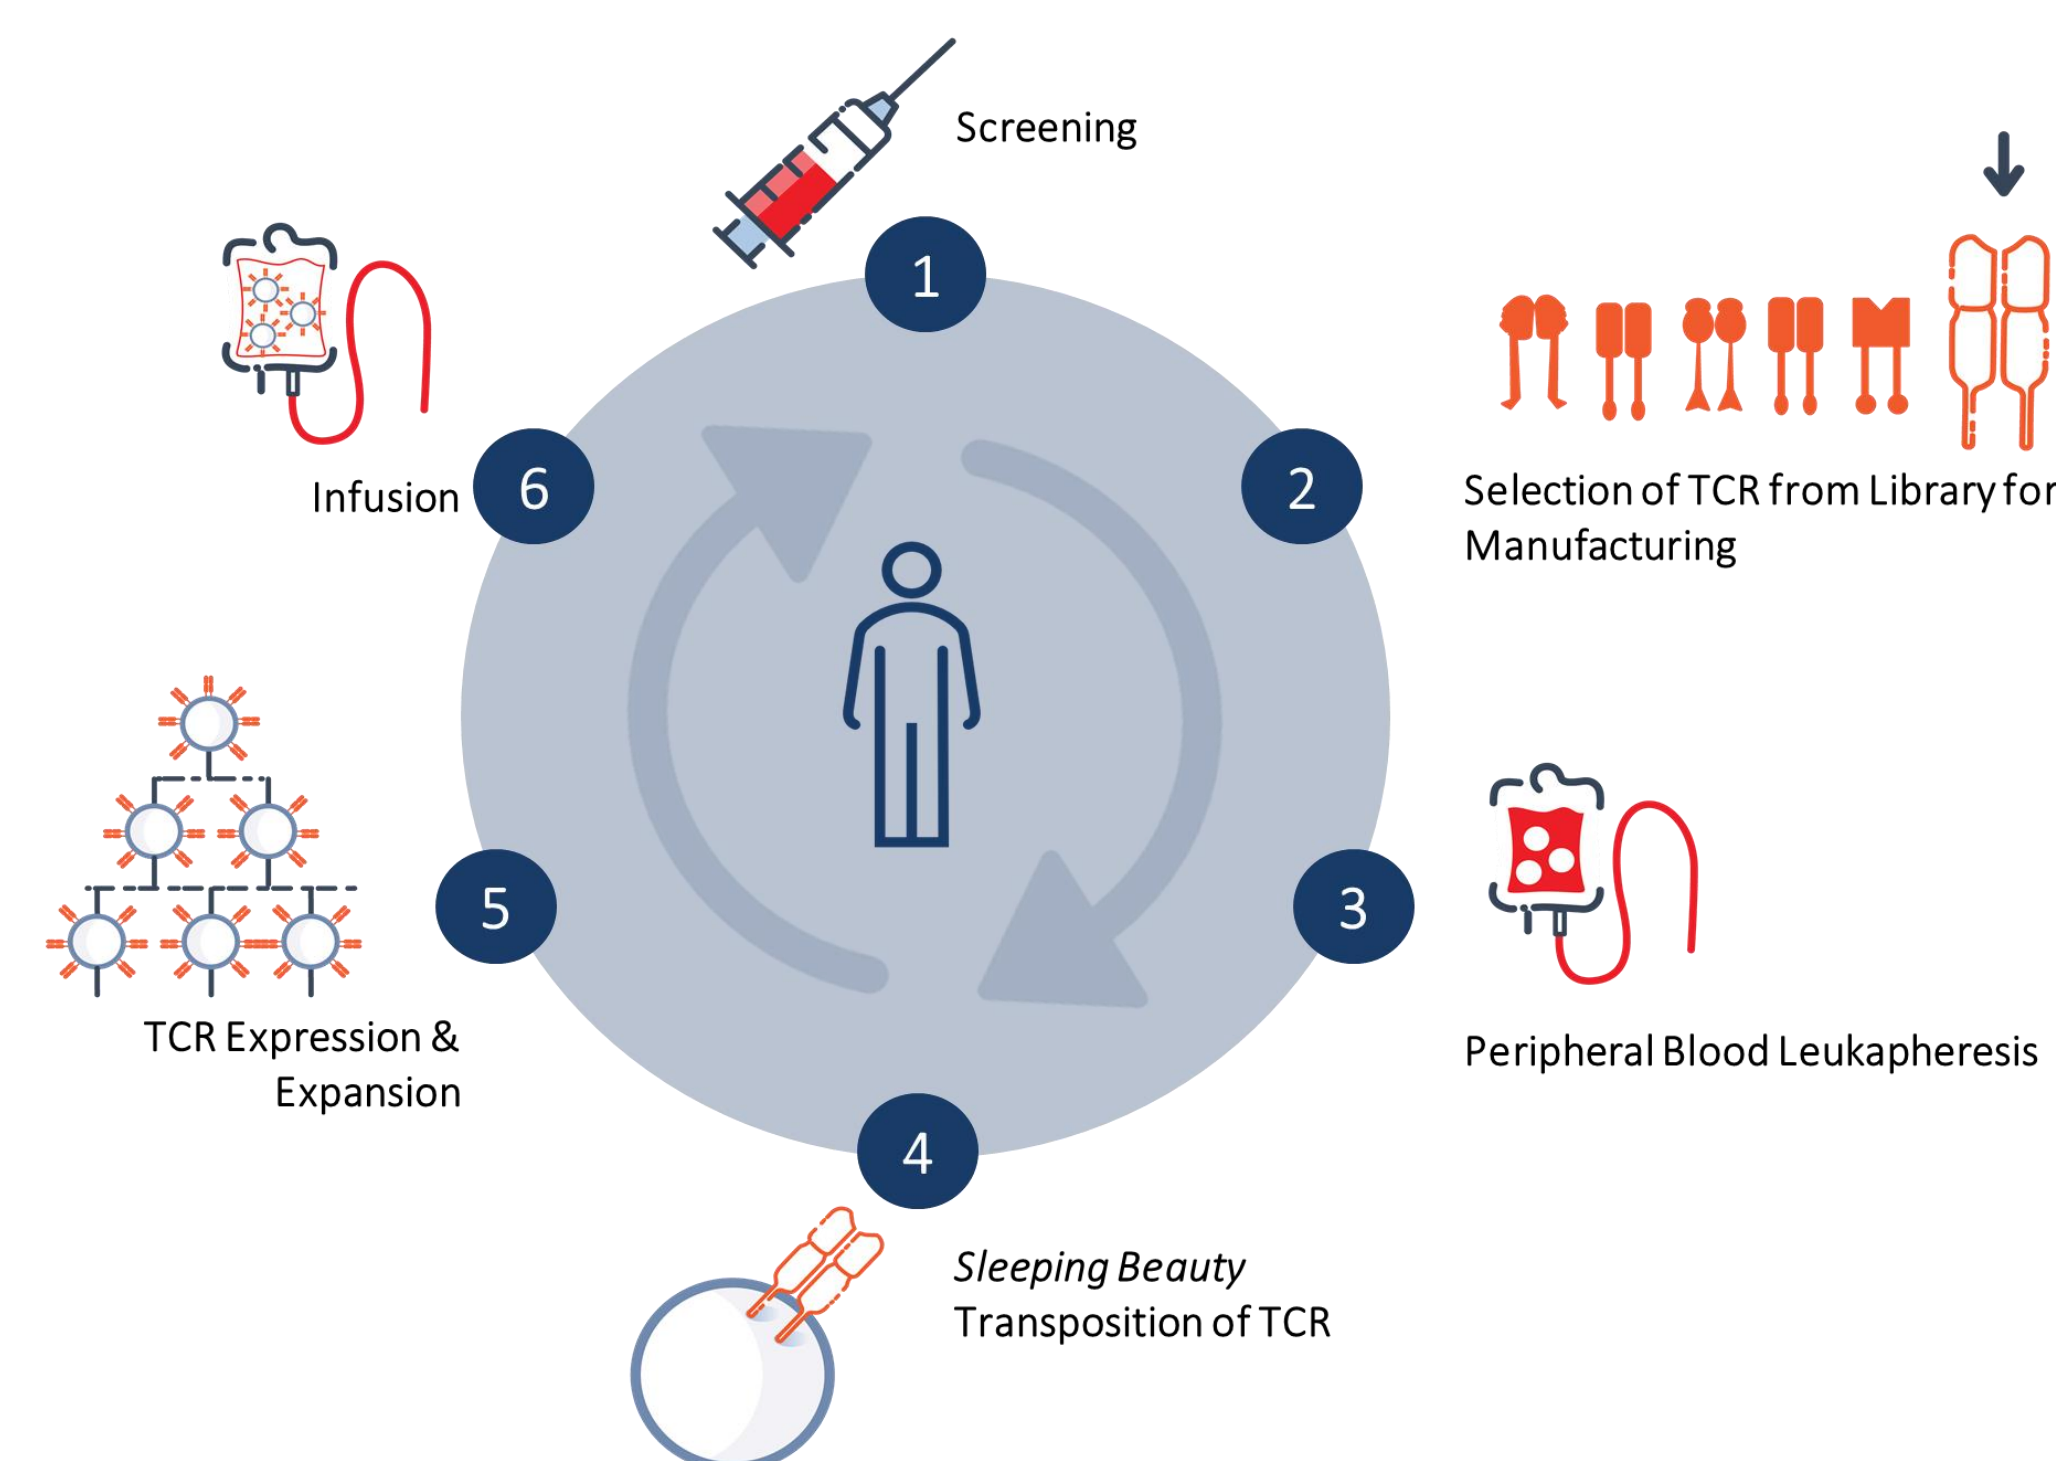 Screening
1
2
Selection of TCR from Library for
Manufacturing
3
Peripheral Blood Leukapheresis
4
Sleeping Beauty
Transposition of TCR
5
TCR Expression &
Expansion
6
Infusion